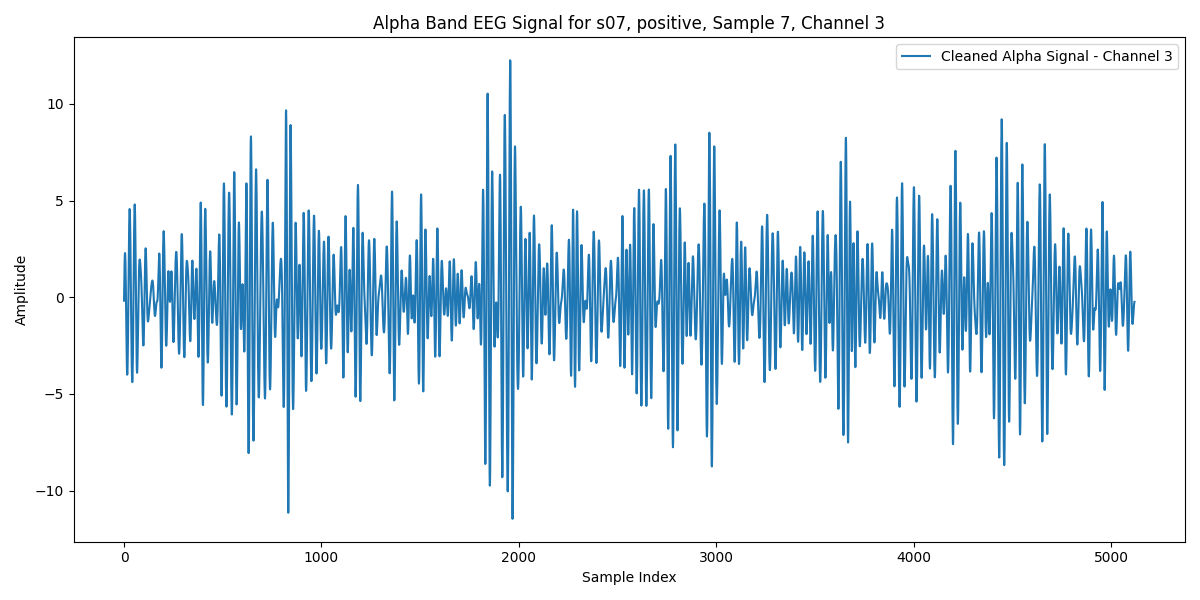 Alpha Band EEG Signal for s07, positive, Sample 7, Channel 3
Cleaned Alpha Signal - Channel 3
10
5
0
−5
−10
Amplitude
0 1000 2000 3000 4000 5000
Sample Index